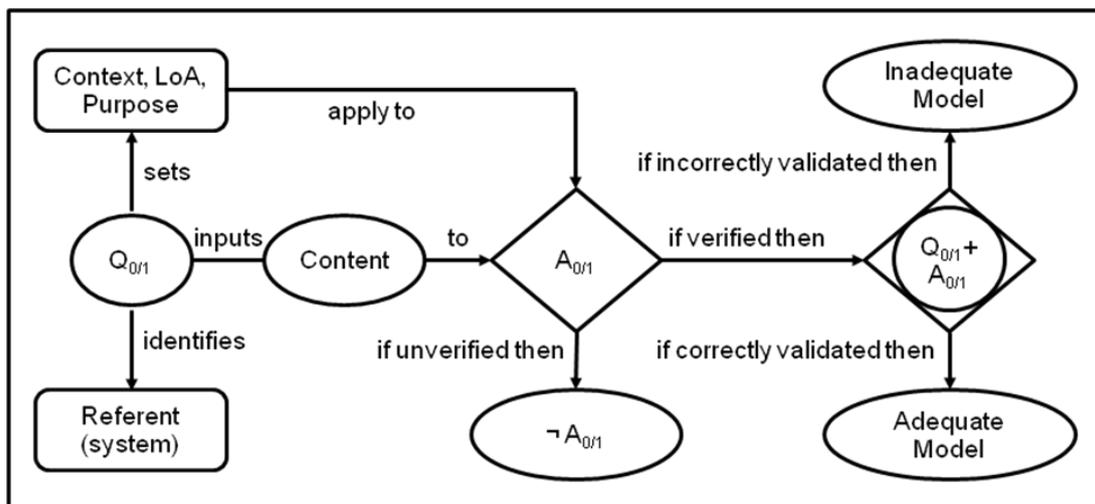 Context, LoA,
Purpose
apply to
Inadequate
Model
sets
if incorrectly validated then
Q0/1
inputs
Content
to
A0/1
if verified then
Q0/1+
A0/1
identifies
if unverified then
if correctly validated then
Referent
(system)
¬ A0/1
Adequate
Model